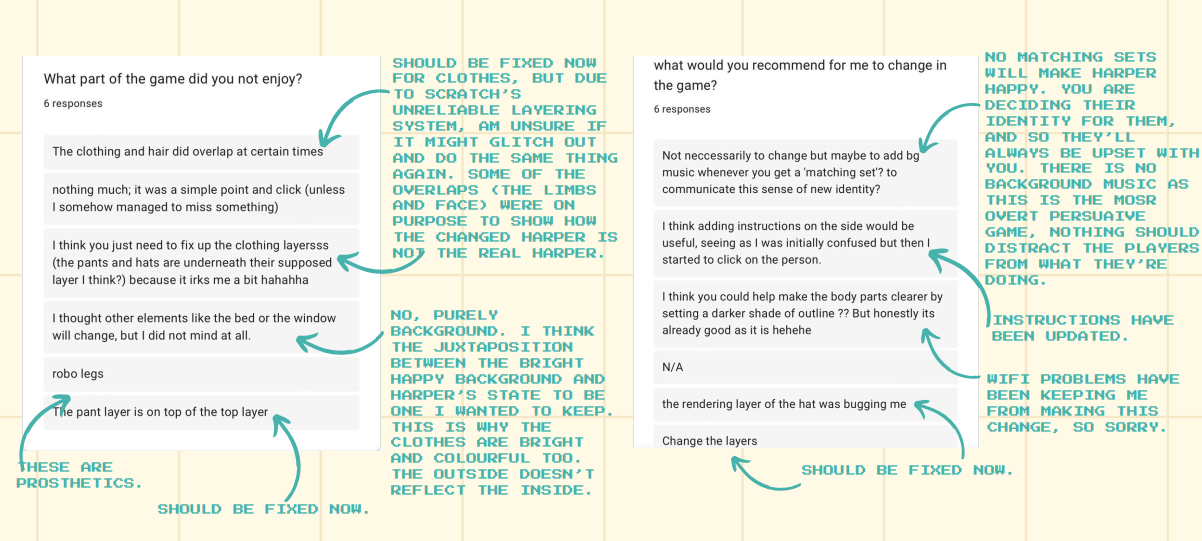 What part of the game did you not enjoy?
6 responses
The clothing and hair did overlap at certain times
nothing much; it was a simple point and click (unless
I somehow managed to miss something)
I think you just need to fix up the clothing layersss
(the pants and hats are underneath their supposed
layer I think?) because it irks me a bit hahahha
I thought other elements like the bed or the window
will change, but I did not mind at all.
robo legs
The pant layer is on top of the top layer
THESE ARE
PROSTHETICS.
SHOULD BE FIXED NOW.
SHOULD BE FIXED NOW
FOR CLOTHES, BUT DUE
TO SCRATCH'S
UNRELIABLE LAYERING
SYSTEM, AM UNSURE IF
IT MIGHT GLITCH OUT
AND DO THE SAME THING
AGAIN. SOME OF THE
OVERLAPS (THE LIMBS
AND FACE) WERE ON
PURPOSE TO SHOW HOW
THE CHANGED HARPER IS
NOT THE REAL HARPER.
NO, PURELY
BACKGROUND. I THINK
THE JUXTAPOSITION
BETWEEN THE BRIGHT
HAPPY BACKGROUND AND
HARPER'S STATE TO BE
ONE I WANTED TO KEEP.
THIS IS WHY THE
CLOTHES ARE BRIGHT
AND COLOURFUL TOO.
THE OUTSIDE DOESN'T
REFLECT THE INSIDE.
what would you recommend for me to change in
the game?
6 responses
Not neccessarily to change but maybe to add bg
music whenever you get a 'matching set'? to
communicate this sense of new identity?
I think adding instructions on the side would be
useful, seeing as I was initially confused but then I
started to click on the person.
I think you could help make the body parts clearer by
setting a darker shade of outline ?? But honestly its
already good as it is hehehe
N/A
the rendering layer of the hat was bugging me
Change the layers
SHOULD BE FIXED NOW.
NO MATCHING SETS
WILL MAKE HARPER
HAPPY. YOU ARE
DECIDING THEIR
IDENTITY FOR THEM,
AND SO THEY'LL
ALWAYS BE UPSET WITH
YOU. THERE IS NO
BACKGROUND MUSIC AS
THIS IS THE MOSR
OVERT PERSUAIVE
GAME, NOTHING SHOULD
DISTRACT THE PLAYERS
FROM WHAT THEY'RE
DOING.
INSTRUCTIONS HAVE
BEEN UPDATED.
WIFI PROBLEMS HAVE
BEEN KEEPING ME
FROM MAKING THIS
CHANGE, SO SORRY.